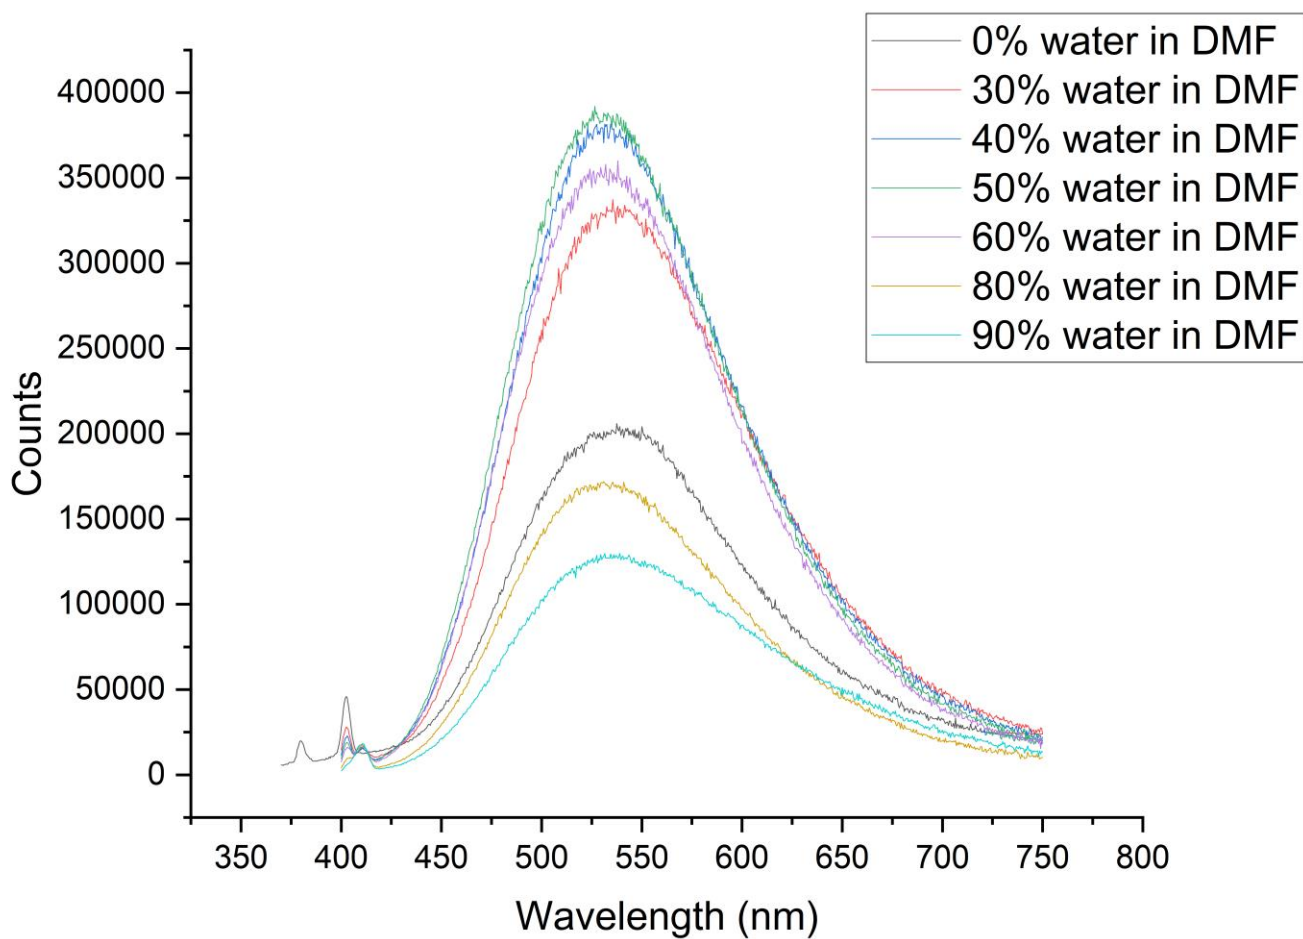 0% water in DMF
30% water in DMF
40% water in DMF
50% water in DMF
60% water in DMF
80% water in DMF
90% water in DMF
400000
350000
300000
250000
200000
150000
100000
50000
0
Counts
350 400 450 500 550 600 650 700 750 800
Wavelength (nm)